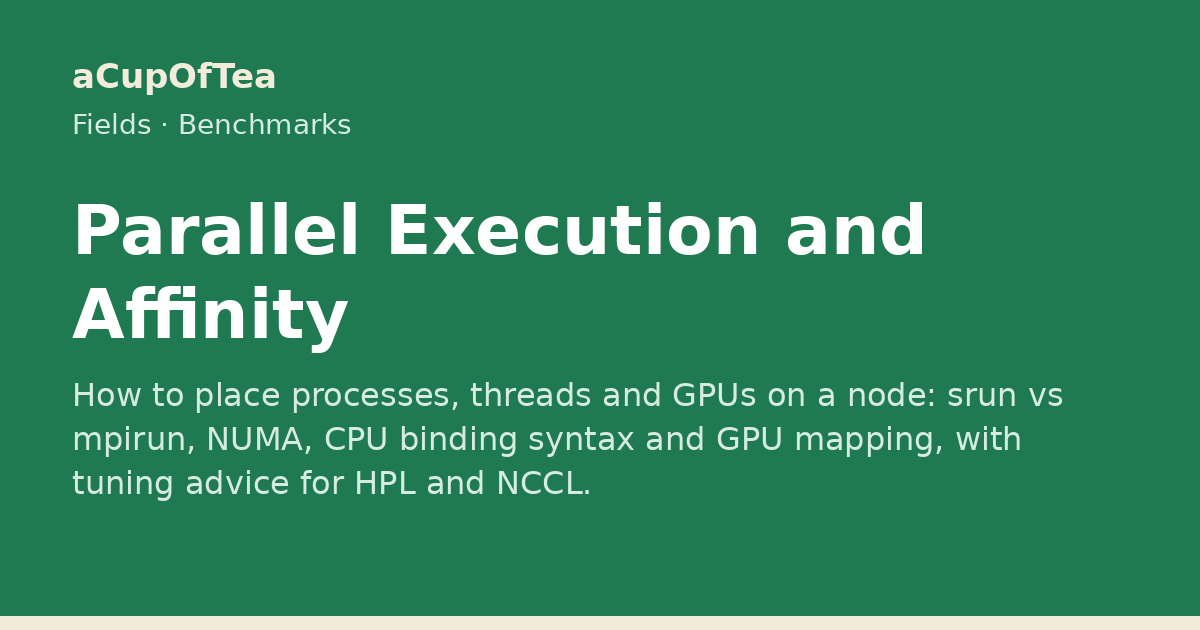 aCupOfTea
Fields · Benchmarks
Parallel Execution and
Affinity
How to place processes, threads and GPUs on a node: srun vs
mpirun, NUMA, CPU binding syntax and GPU mapping, with
tuning advice for HPL and NCCL.